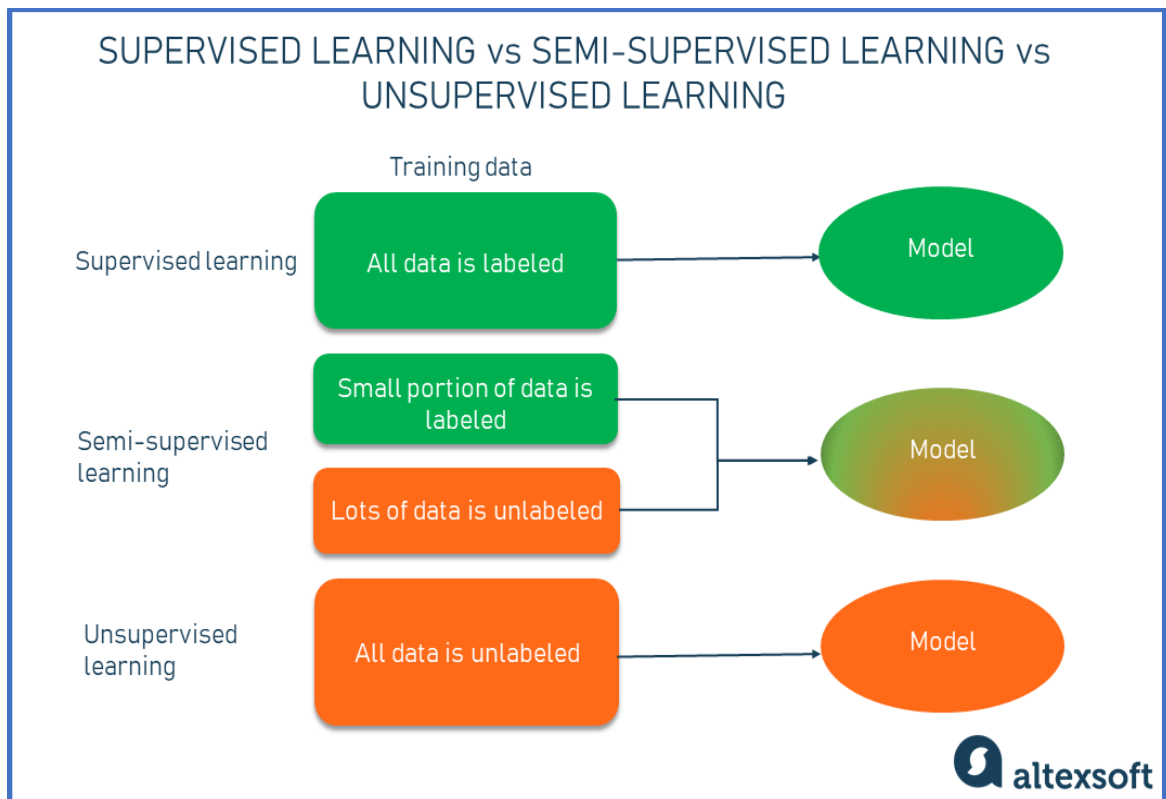 SUPERVISED LEARNING vs SEMI-SUPERVISED LEARNING vs
UNSUPERVISED LEARNING
Training data
Supervised learning
All data is labeled
Model
Semi-supervised
learning
Small portion of data is
labeled
Lots of data is unlabeled
Model
Unsupervised
learning
All data is unlabeled
Model
altexsoft